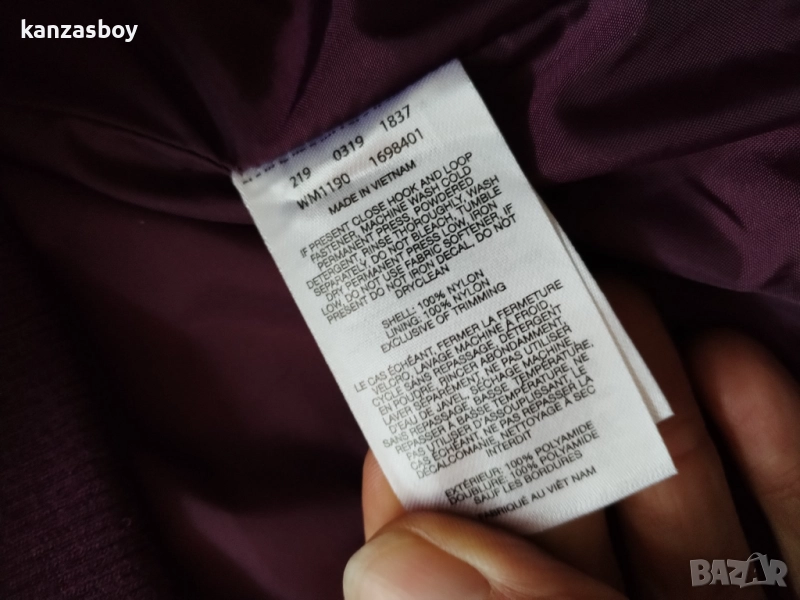 kanzasboy
219 0319 1837
WM1190 1698401
MADE IN VIETNAM
IF PRESENT CLOSE HOOK AND LOOP
FASTENER, MACHINE WASH COLD
PERMANENT PRESS, POWDERED
DETERGENT, RINSE THOROUGHLY, WASH
SEPARATELY, DO NOT BLEACH, TUMBLE
DRY PERMANENT PRESS LOW, IRON
LOW, DO NOT USE FABRIC SOFTENER, IF
PRESENT DO NOT IRON DECAL, DO NOT
DRYCLEAN
SHELL: 100% NYLON
LINING: 100% NYLON
EXCLUSIVE OF TRIMMING
LE CAS ÉCHÉANT, FERMER LA FERMETURE
VELCRO, LAVAGE MACHINE À FROID,
CYCLE SANS REPASSAGE, DÉTERGENT
EN POUDRE, RINCER ABONDAMMENT,
LAVER SÉPARÉMENT, NE PAS UTILISER
D'EAU DE JAVEL, SÉCHAGE MACHINE,
SANS REPASSAGE, BASSE TEMPÉRATURE,
REPASSER À BASSE TEMPÉRATURE, NE
PAS UTILISER D'ASSOUPLISSANT, LE
CAS ÉCHÉANT NE PAS REPASSER LA
DÉCALCOMANIE, NETTOYAGE À SEC
INTERDIT
EXTÉRIEUR: 100% POLYAMIDE
DOUBLURE: 100% POLYAMIDE
SAUF LES BORDURES
FABRIQUÉ AU VIÊT NAM
BAZAR